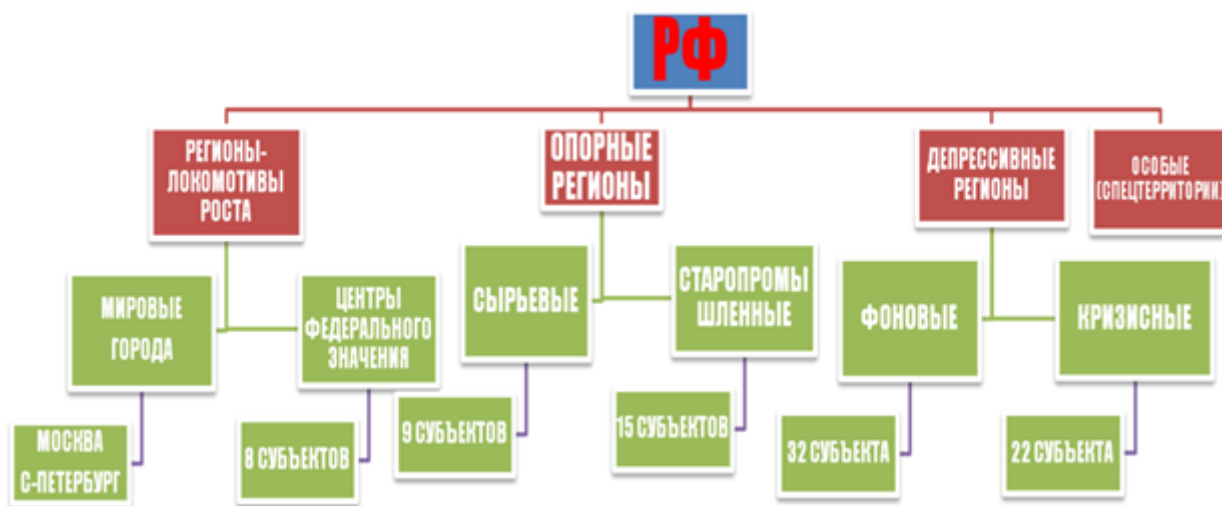 РФ
РЕГИОНЫ-
ЛОКОМОТИВЫ
РОСТА
ОПОРНЫЕ
РЕГИОНЫ
ДЕПРЕССИВНЫЕ
РЕГИОНЫ
ОСОБЫЕ
(СПЕЦТЕРРИТОРИИ)
МИРОВЫЕ
ГОРОДА
ЦЕНТРЫ
ФЕДЕРАЛЬНОГО
ЗНАЧЕНИЯ
СЫРЬЕВЫЕ
СТАРОПРОМЫ
ШЛЕННЫЕ
ФОНОВЫЕ
КРИЗИСНЫЕ
МОСКВА
С-ПЕТЕРБУРГ
8 СУБЪЕКТОВ
9 СУБЪЕКТОВ
15 СУБЪЕКТОВ
32 СУБЪЕКТА
22 СУБЪЕКТА